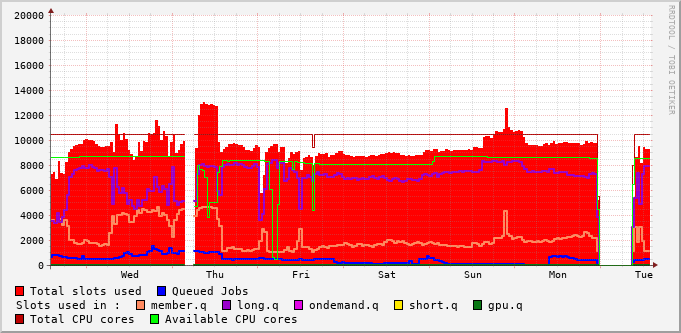 RRDTOOL / TOBI OETIKER
20000
18000
16000
14000
12000
10000
8000
6000
4000
2000
0
Wed Thu Fri Sat Sun Mon Tue
Total slots used Queued Jobs
Slots used in : member.q long.q ondemand.q short.q gpu.q
Total CPU cores Available CPU cores